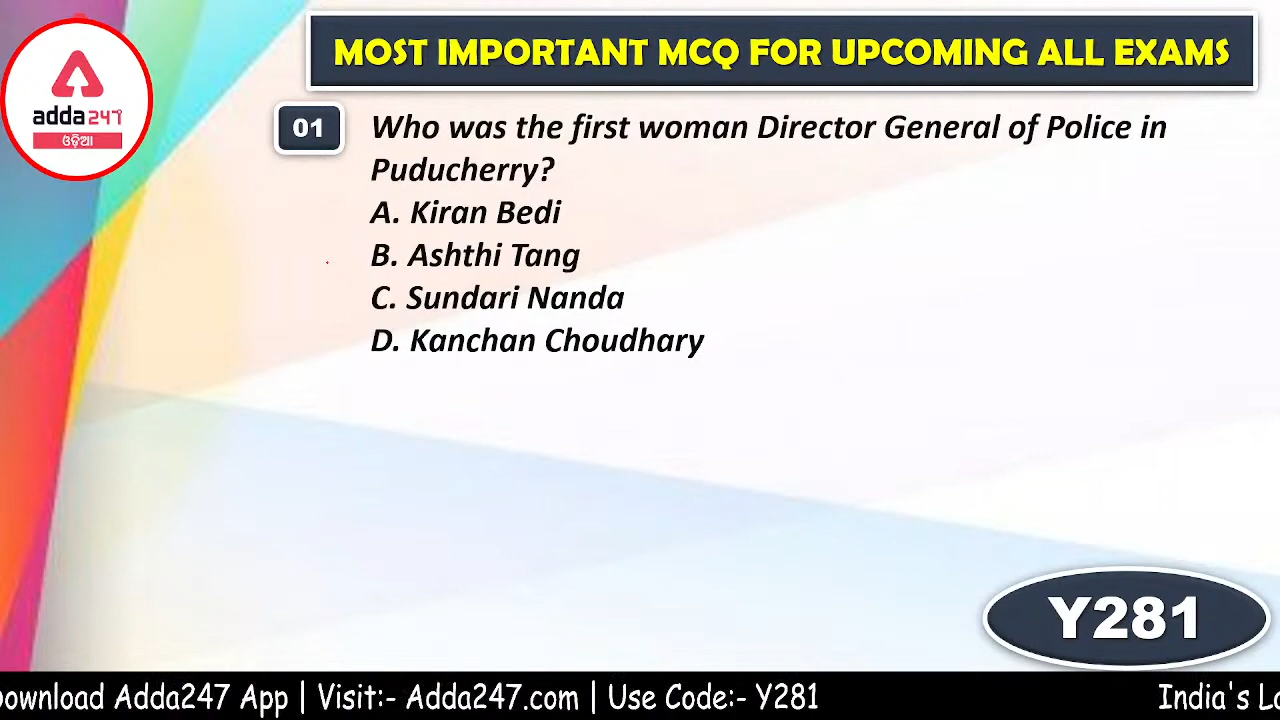 MOST IMPORTANT MCQ FOR UPCOMING ALL EXAMS
adda247
ଓଡ଼ିଆ
01
Who was the first woman Director General of Police in
Puducherry?
A. Kiran Bedi
B. Ashthi Tang
C. Sundari Nanda
D. Kanchan Choudhary
Y281
ownload Adda247 App | Visit:- Adda247.com | Use Code:- Y281
India's La